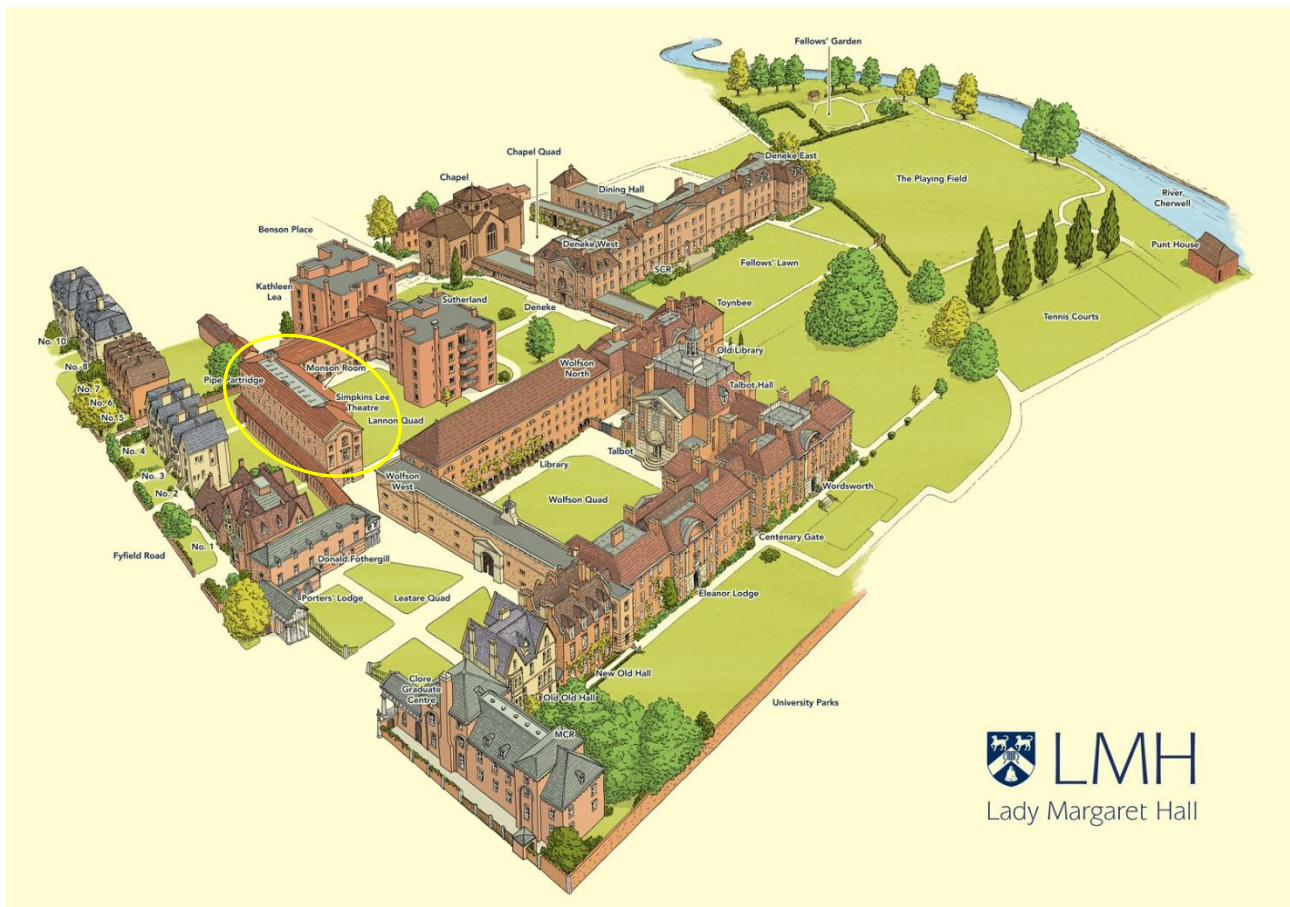 Fellows' Garden
Chapel Quad
Deneke East
Chapel
Dining Hall
The Playing Field
River
Cherwell
Benson Place
Deneke West
Punt House
SCR
Fellows' Lawn
Kathleen
Lea
Sutherland
Deneke
Toynbee
Tennis Courts
No. 10
Old Library
Monson Room
Wolfson
North
No. 8
Pipe Partridge
Talbot Hall
No. 7
No. 6
No. 5
Simpkins Lee
Theatre
Lannon Quad
No. 4
Talbot
Library
No. 3
Wolfson
West
No. 2
Wolfson Quad
Wordsworth
No. 1
Fyfield Road
Centenary Gate
Donald Fothergill
Porters' Lodge
Leatare Quad
Eleanor Lodge
New Old Hall
Clore
Graduate
Centre
Old Old Hall
University Parks
MCR
LMH
Lady Margaret Hall